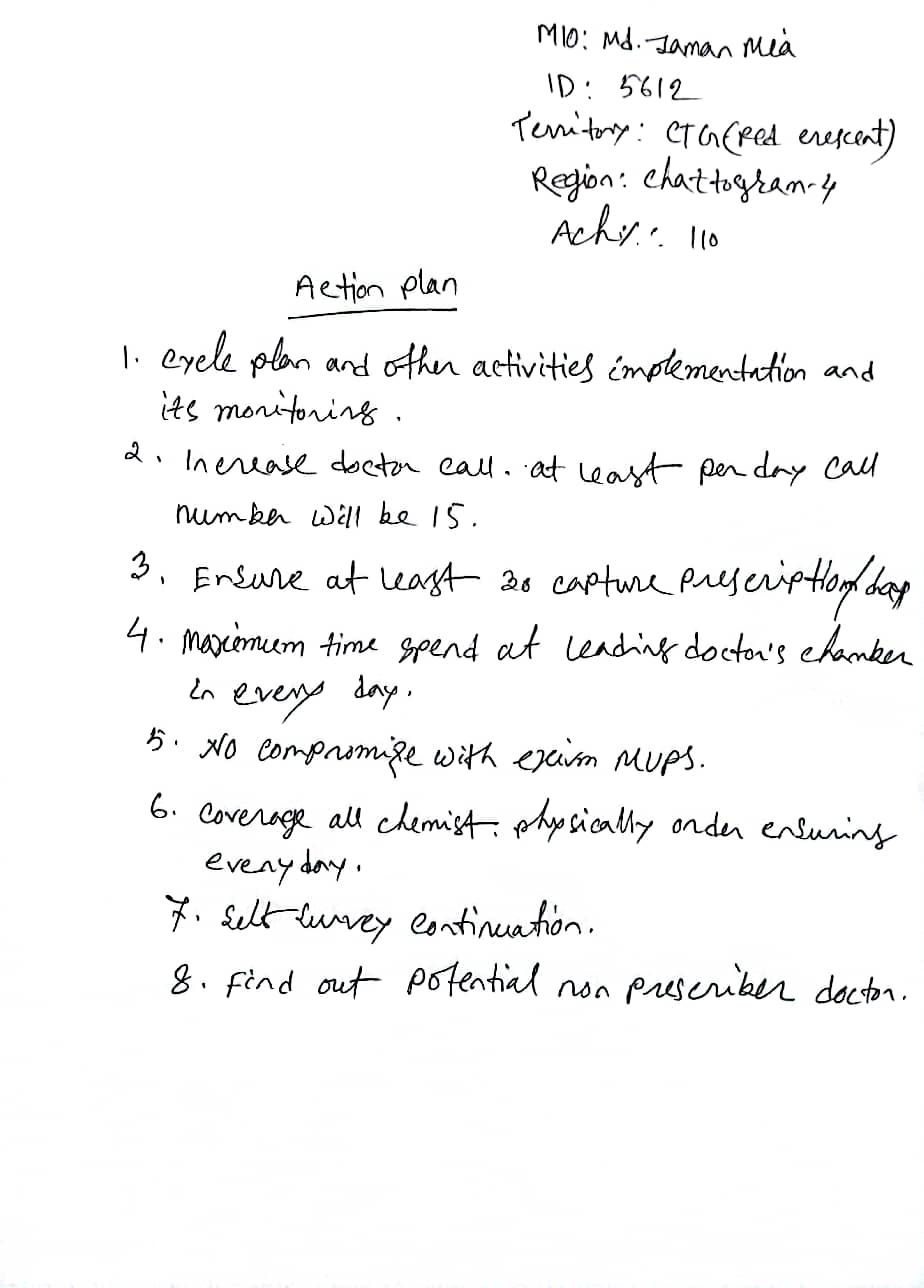 MIO: Md. Jaman Mia
ID: 5612
Territory: CTG (Red crescent)
Region: Chattogram-4
Ach%: 110
Action plan
1. Cycle plan and other activities implementation and
its monitoring.
2. Increase doctor call. at least per day call
number will be 15.
3. Ensure at least capture prescription/day
4. Maximum time spend at leading doctor's chamber
in every day.
5. No compromise with MUPS.
6. Coverage all chemist. physically order ensuring
everyday.
7. Self survey continuation.
8. Find out potential non prescriber doctor.